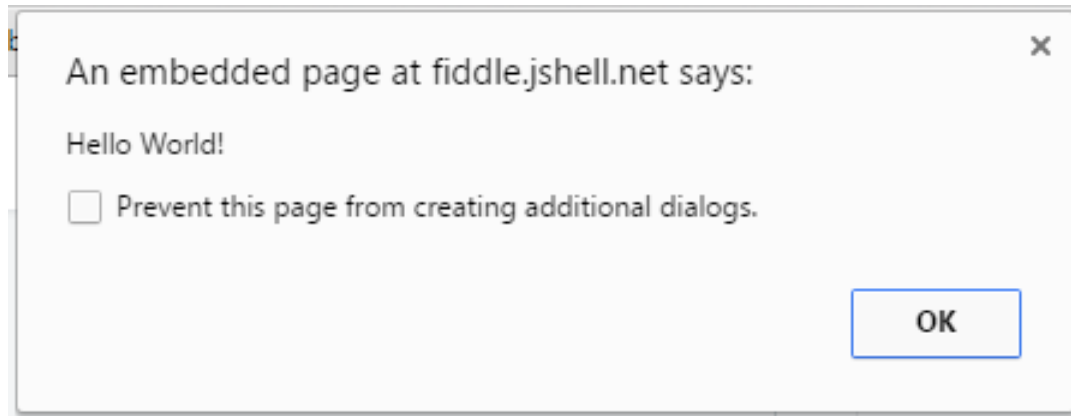 An embedded page at fiddle.jshell.net says:
Hello World!
Prevent this page from creating additional dialogs.
OK